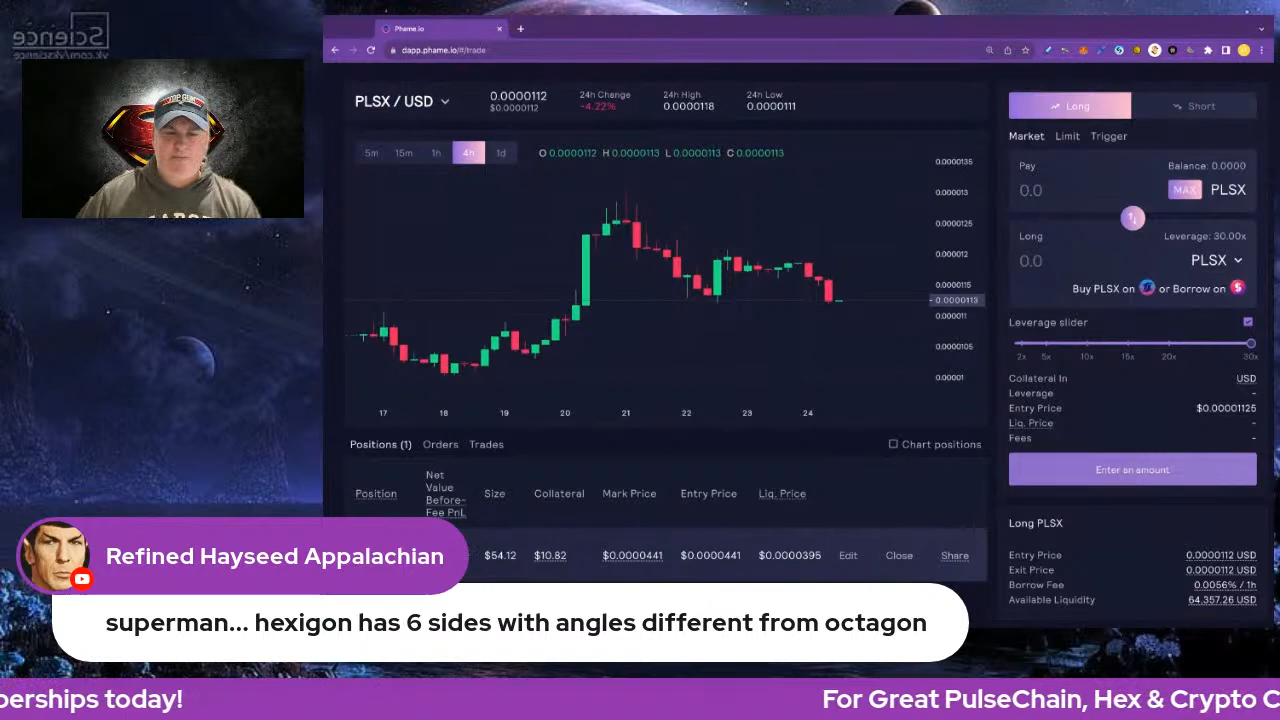 Science
vk.com/vkscience
Phame.io
dapp.phame.io/#/trade
PLSX / USD
0.0000112
$0.0000112
24h Change
-4.22%
24h High
0.0000118
24h Low
0.0000111
5m 15m 1h 4h 1d
O 0.0000112 H 0.0000113 L 0.0000113 C 0.0000113
0.0000135
0.000013
0.0000125
0.000012
0.0000115
0.0000113
0.000011
0.0000105
0.00001
17 18 19 20 21 22 23 24
Positions (1) Orders Trades
Chart positions
Position
Net Value Before-Fee PnL
Size Collateral Mark Price Entry Price Liq. Price
$54.12 $10.82 $0.0000441 $0.0000441 $0.0000395 Edit Close Share
Long Short
Market Limit Trigger
Pay Balance: 0.0000
0.0 MAX PLSX
Long Leverage: 30.00x
0.0 PLSX
Buy PLSX on or Borrow on
Leverage slider
2x 5x 10x 15x 20x 30x
Collateral In USD
Leverage -
Entry Price $0.00001125
Liq. Price -
Fees -
Enter an amount
Long PLSX
Entry Price 0.0000112 USD
Exit Price 0.0000112 USD
Borrow Fee 0.0056% / 1h
Available Liquidity 64,357.26 USD
TOP GUN
Refined Hayseed Appalachian
superman... hexigon has 6 sides with angles different from octagon
perships today! For Great PulseChain, Hex & Crypto C